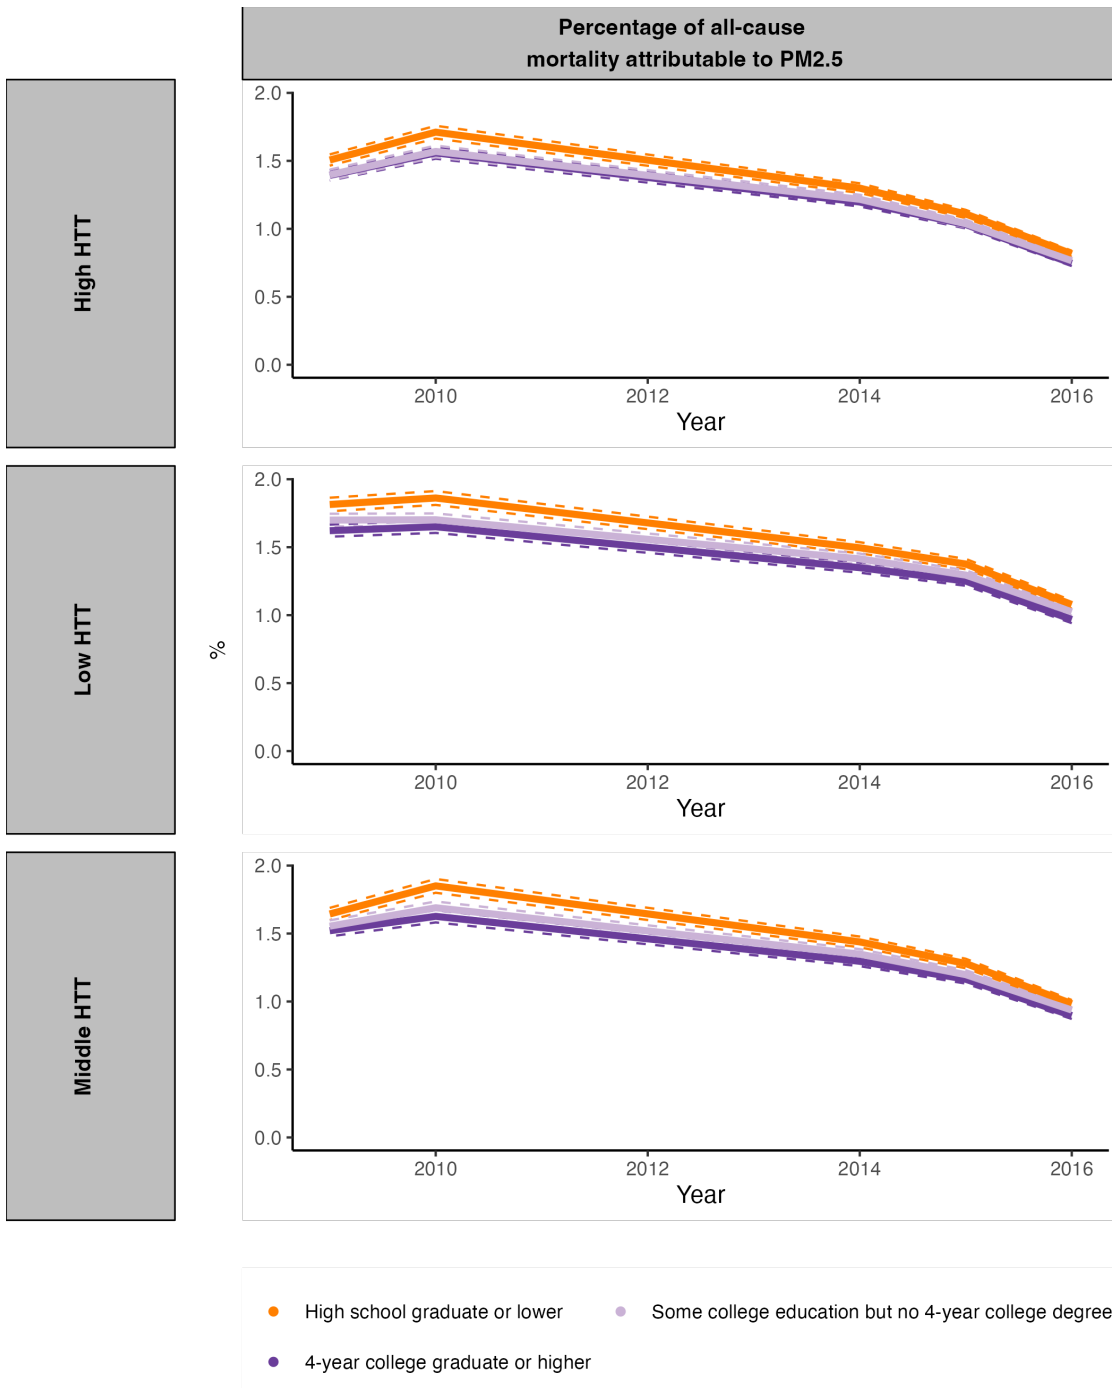 Percentage of all-cause
mortality attributable to PM2.5
High HTT
2.0
1.5
1.0
0.5
0.0
2010 2012 2014 2016
Year
Low HTT
%
2.0
1.5
1.0
0.5
0.0
2010 2012 2014 2016
Year
Middle HTT
2.0
1.5
1.0
0.5
0.0
2010 2012 2014 2016
Year
High school graduate or lower Some college education but no 4-year college degree
4-year college graduate or higher